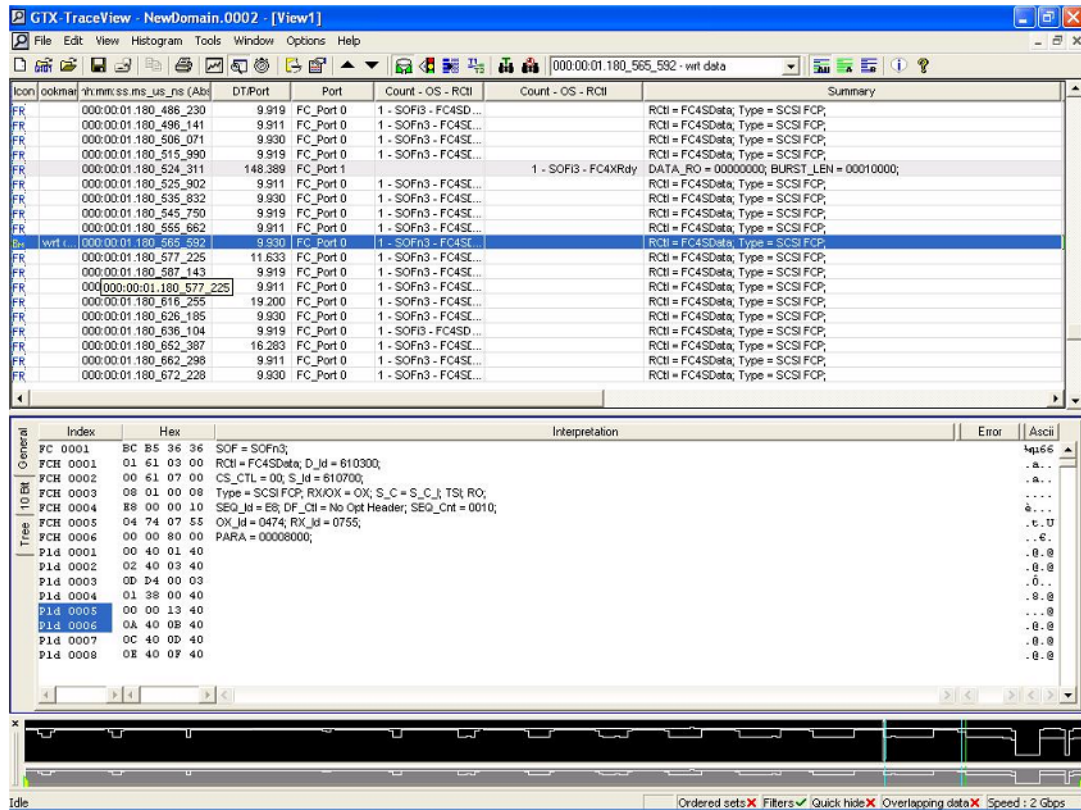 GTX-TraceView - NewDomain.0002 - [View1]
File Edit View Histogram Tools Window Options Help
000:00:01.180_565_592 - wrt data
Icon ookmar hh:mm:ss.ms_us_ns (Abs DT/Port Port Count - OS - RCtl Count - OS - RCtl Summary
FR 000:00:01.180_486_230 9.919 FC_Port 0 1 - SOFi3 - FC4SD... RCtl = FC4SData; Type = SCSI FCP;
FR 000:00:01.180_496_141 9.911 FC_Port 0 1 - SOFn3 - FC4SD... RCtl = FC4SData; Type = SCSI FCP;
FR 000:00:01.180_506_071 9.930 FC_Port 0 1 - SOFn3 - FC4SD... RCtl = FC4SData; Type = SCSI FCP;
FR 000:00:01.180_515_990 9.919 FC_Port 0 1 - SOFn3 - FC4SD... RCtl = FC4SData; Type = SCSI FCP;
FR 000:00:01.180_524_311 148.389 FC_Port 1 1 - SOFi3 - FC4XRdy DATA_RO = 00000000; BURST_LEN = 00010000;
FR 000:00:01.180_525_902 9.911 FC_Port 0 1 - SOFn3 - FC4SD... RCtl = FC4SData; Type = SCSI FCP;
FR 000:00:01.180_535_832 9.930 FC_Port 0 1 - SOFn3 - FC4SD... RCtl = FC4SData; Type = SCSI FCP;
FR 000:00:01.180_545_750 9.919 FC_Port 0 1 - SOFn3 - FC4SD... RCtl = FC4SData; Type = SCSI FCP;
FR 000:00:01.180_555_662 9.911 FC_Port 0 1 - SOFn3 - FC4SD... RCtl = FC4SData; Type = SCSI FCP;
BM wrt (... 000:00:01.180_565_592 9.930 FC_Port 0 1 - SOFn3 - FC4SD... RCtl = FC4SData; Type = SCSI FCP;
FR 000:00:01.180_577_225 11.633 FC_Port 0 1 - SOFn3 - FC4SD... RCtl = FC4SData; Type = SCSI FCP;
FR 000:00:01.180_587_143 9.919 FC_Port 0 1 - SOFn3 - FC4SD... RCtl = FC4SData; Type = SCSI FCP;
FR 000 000:00:01.180_577_225 9.911 FC_Port 0 1 - SOFn3 - FC4SD... RCtl = FC4SData; Type = SCSI FCP;
FR 000:00:01.180_616_255 19.200 FC_Port 0 1 - SOFn3 - FC4SD... RCtl = FC4SData; Type = SCSI FCP;
FR 000:00:01.180_626_185 9.930 FC_Port 0 1 - SOFn3 - FC4SD... RCtl = FC4SData; Type = SCSI FCP;
FR 000:00:01.180_636_104 9.919 FC_Port 0 1 - SOFi3 - FC4SD... RCtl = FC4SData; Type = SCSI FCP;
FR 000:00:01.180_652_387 16.283 FC_Port 0 1 - SOFn3 - FC4SD... RCtl = FC4SData; Type = SCSI FCP;
FR 000:00:01.180_662_298 9.911 FC_Port 0 1 - SOFn3 - FC4SD... RCtl = FC4SData; Type = SCSI FCP;
FR 000:00:01.180_672_228 9.930 FC_Port 0 1 - SOFn3 - FC4SD... RCtl = FC4SData; Type = SCSI FCP;
General
10 Bit
Tree
Index Hex Interpretation Error Ascii
FC 0001 BC B5 36 36 SOF = SOFn3; ¼µ66
FCH 0001 01 61 03 00 RCtl = FC4SData; D_Id = 610300; .a..
FCH 0002 00 61 07 00 CS_CTL = 00; S_Id = 610700; .a..
FCH 0003 08 01 00 08 Type = SCSI FCP; RX/OX = OX; S_C = S_C_I; TSI; RO; ....
FCH 0004 E8 00 00 10 SEQ_Id = E8; DF_Ctl = No Opt Header; SEQ_Cnt = 0010; è...
FCH 0005 04 74 07 55 OX_Id = 0474; RX_Id = 0755; .t.U
FCH 0006 00 00 80 00 PARA = 00008000; ..€.
Pld 0001 00 40 01 40 .@.@
Pld 0002 02 40 03 40 .@.@
Pld 0003 0D D4 00 03 .Ô..
Pld 0004 01 38 00 40 .8.@
Pld 0005 00 00 13 40 ...@
Pld 0006 0A 40 0B 40 .@.@
Pld 0007 0C 40 0D 40 .@.@
Pld 0008 0E 40 0F 40 .@.@
Idle Ordered sets Filters Quick hide Overlapping data Speed : 2 Gbps